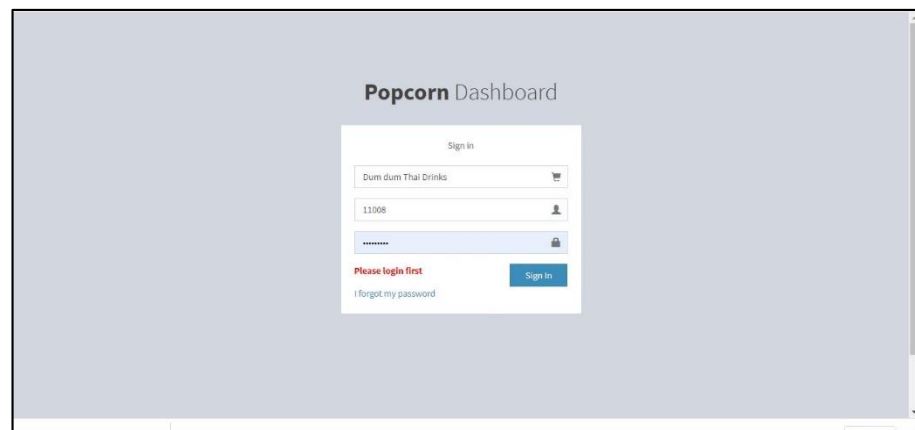 Popcorn Dashboard
Sign in
Dum dum Thai Drinks
11008
•••••••••
Please login first
Sign In
I forgot my password